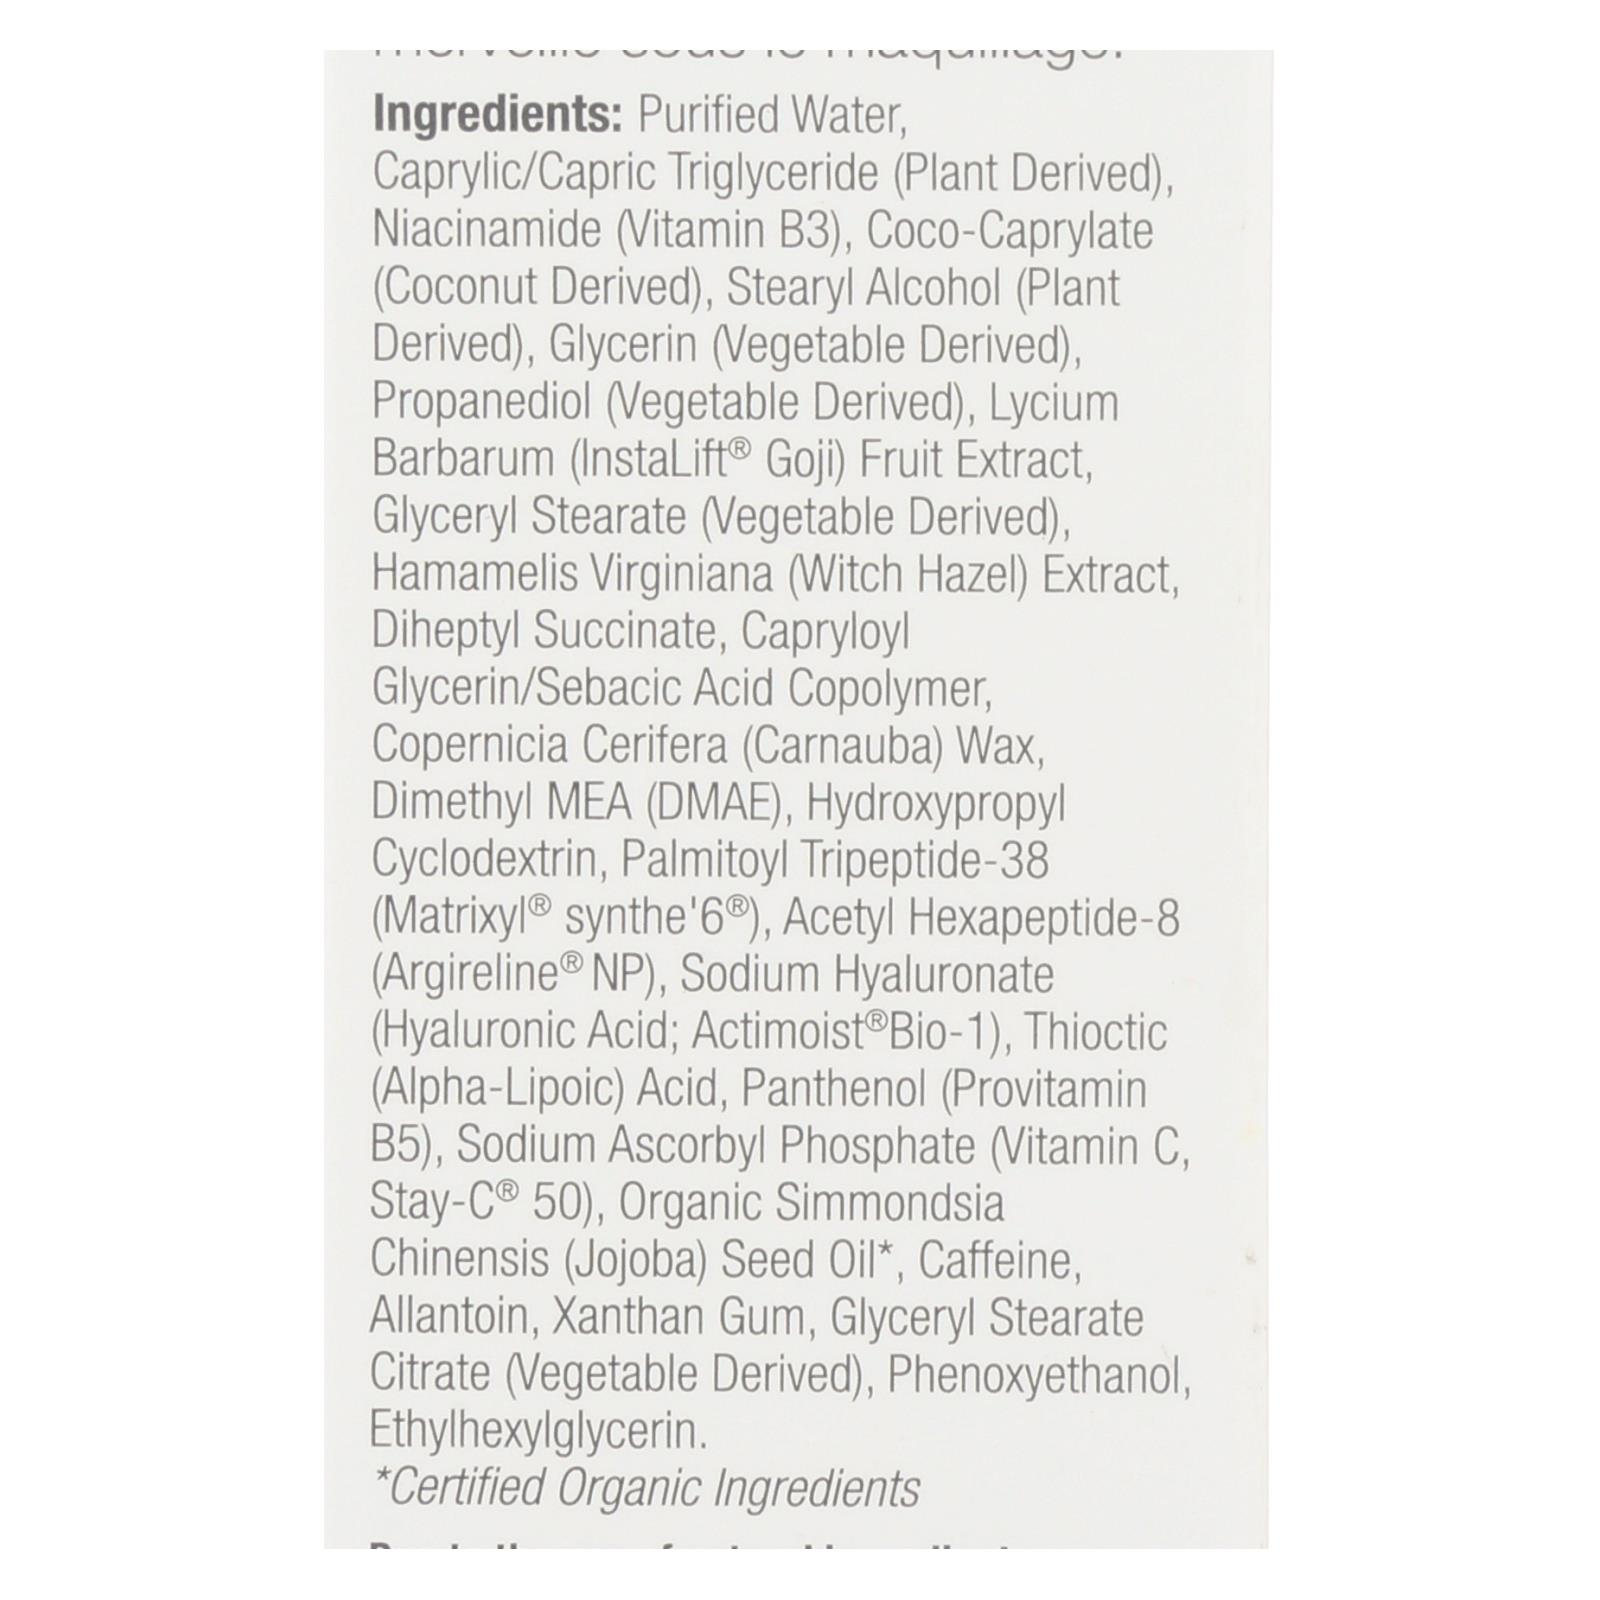 merveille sous le maquillage.
Ingredients: Purified Water,
Caprylic/Capric Triglyceride (Plant Derived),
Niacinamide (Vitamin B3), Coco-Caprylate
(Coconut Derived), Stearyl Alcohol (Plant
Derived), Glycerin (Vegetable Derived),
Propanediol (Vegetable Derived), Lycium
Barbarum (InstaLift® Goji) Fruit Extract,
Glyceryl Stearate (Vegetable Derived),
Hamamelis Virginiana (Witch Hazel) Extract,
Diheptyl Succinate, Capryloyl
Glycerin/Sebacic Acid Copolymer,
Copernicia Cerifera (Carnauba) Wax,
Dimethyl MEA (DMAE), Hydroxypropyl
Cyclodextrin, Palmitoyl Tripeptide-38
(Matrixyl® synthe'6®), Acetyl Hexapeptide-8
(Argireline® NP), Sodium Hyaluronate
(Hyaluronic Acid; Actimoist®Bio-1), Thioctic
(Alpha-Lipoic) Acid, Panthenol (Provitamin
B5), Sodium Ascorbyl Phosphate (Vitamin C,
Stay-C® 50), Organic Simmondsia
Chinensis (Jojoba) Seed Oil*, Caffeine,
Allantoin, Xanthan Gum, Glyceryl Stearate
Citrate (Vegetable Derived), Phenoxyethanol,
Ethylhexylglycerin.
*Certified Organic Ingredients